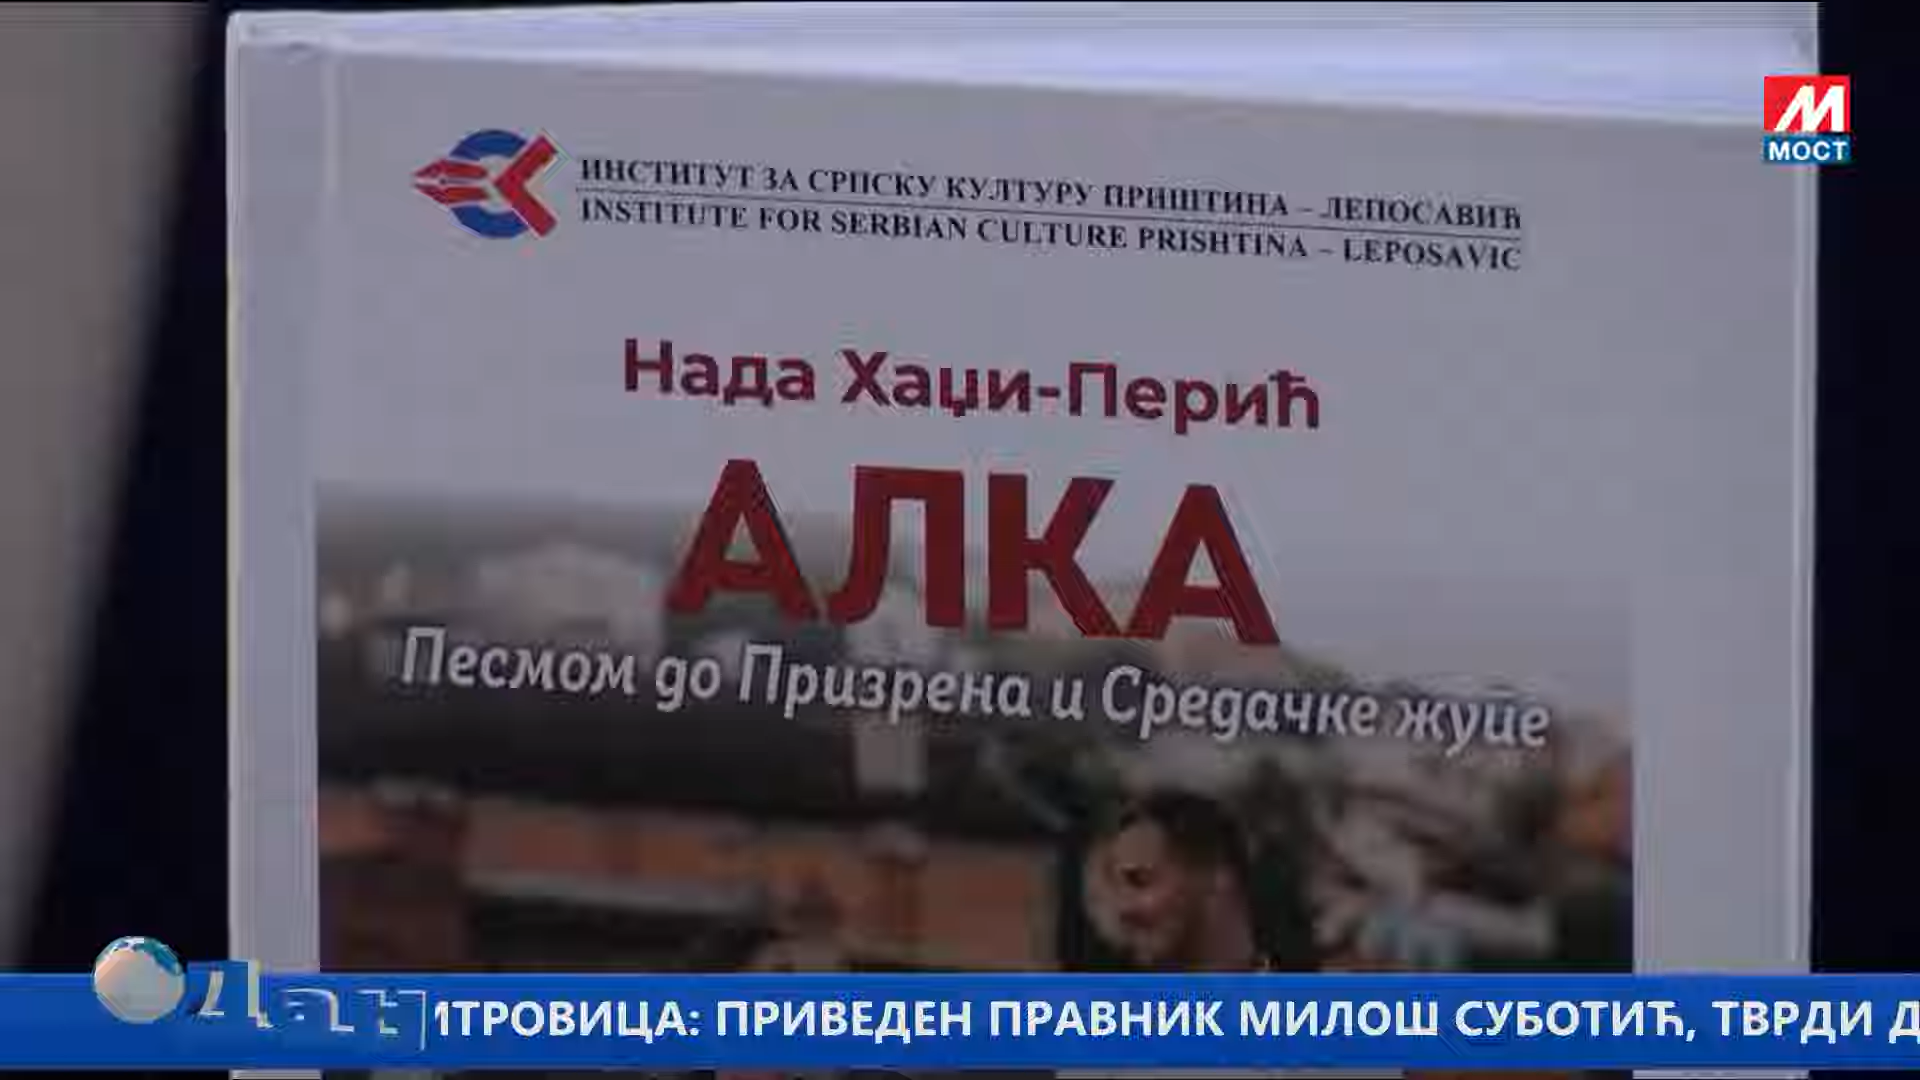 ИНСТИТУТ ЗА СРПСКУ КУЛТУРУ ПРИШТИНА – ЛЕПОСАВИЋ
INSTITUTE FOR SERBIAN CULTURE PRISHTINA – LEPOSAVIC
М
МОСТ
Нада Хаџи-Перић
АЛКА
Песмом до Призрена и Средачке жупе
ИТРОВИЦА: ПРИВЕДЕН ПРАВНИК МИЛОШ СУБОТИЋ, ТВРДИ Д